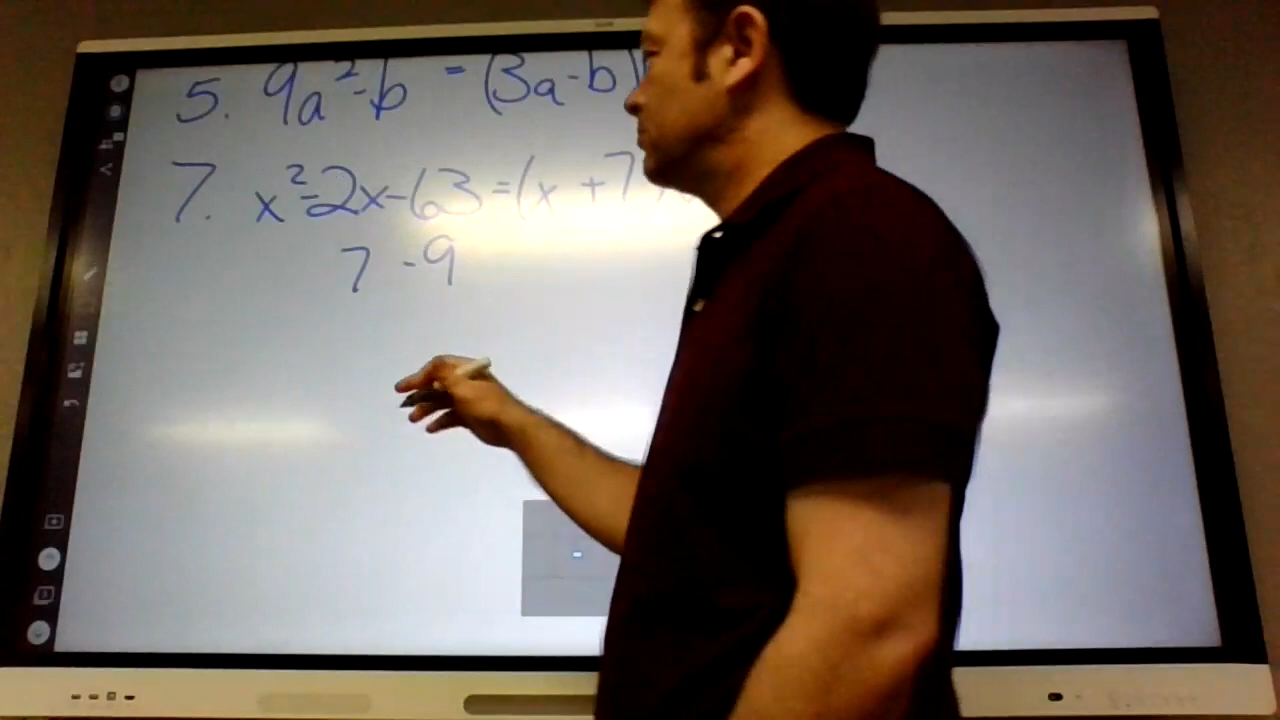 5. 9a²-b = (3a-b)
7. x²-2x-63=(x+7)
7 -9